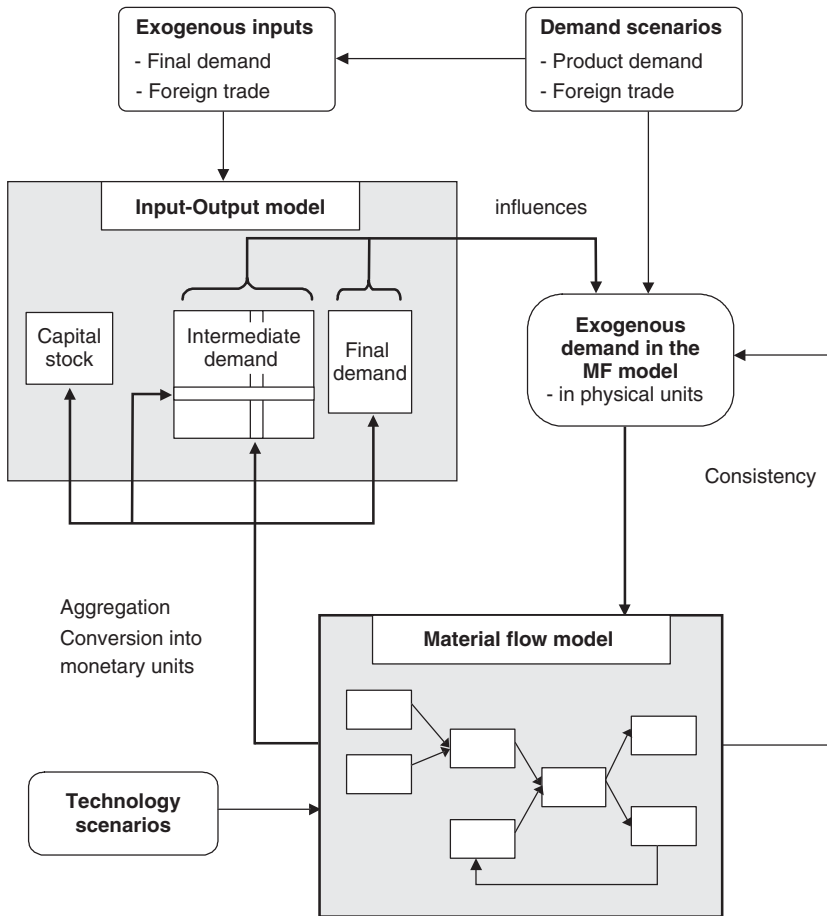 Exogenous inputs
- Final demand
- Foreign trade
Demand scenarios
- Product demand
- Foreign trade
Input-Output model
influences
Capital
stock
Intermediate
demand
Final
demand
Exogenous
demand in the
MF model
- in physical units
Consistency
Aggregation
Conversion into
monetary units
Material flow model
Technology
scenarios